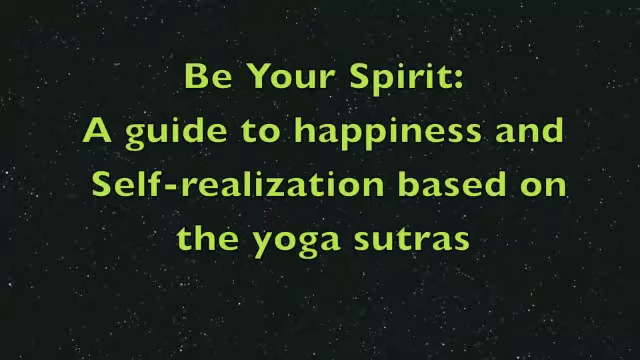 Be Your Spirit:
A guide to happiness and
Self-realization based on
the yoga sutras